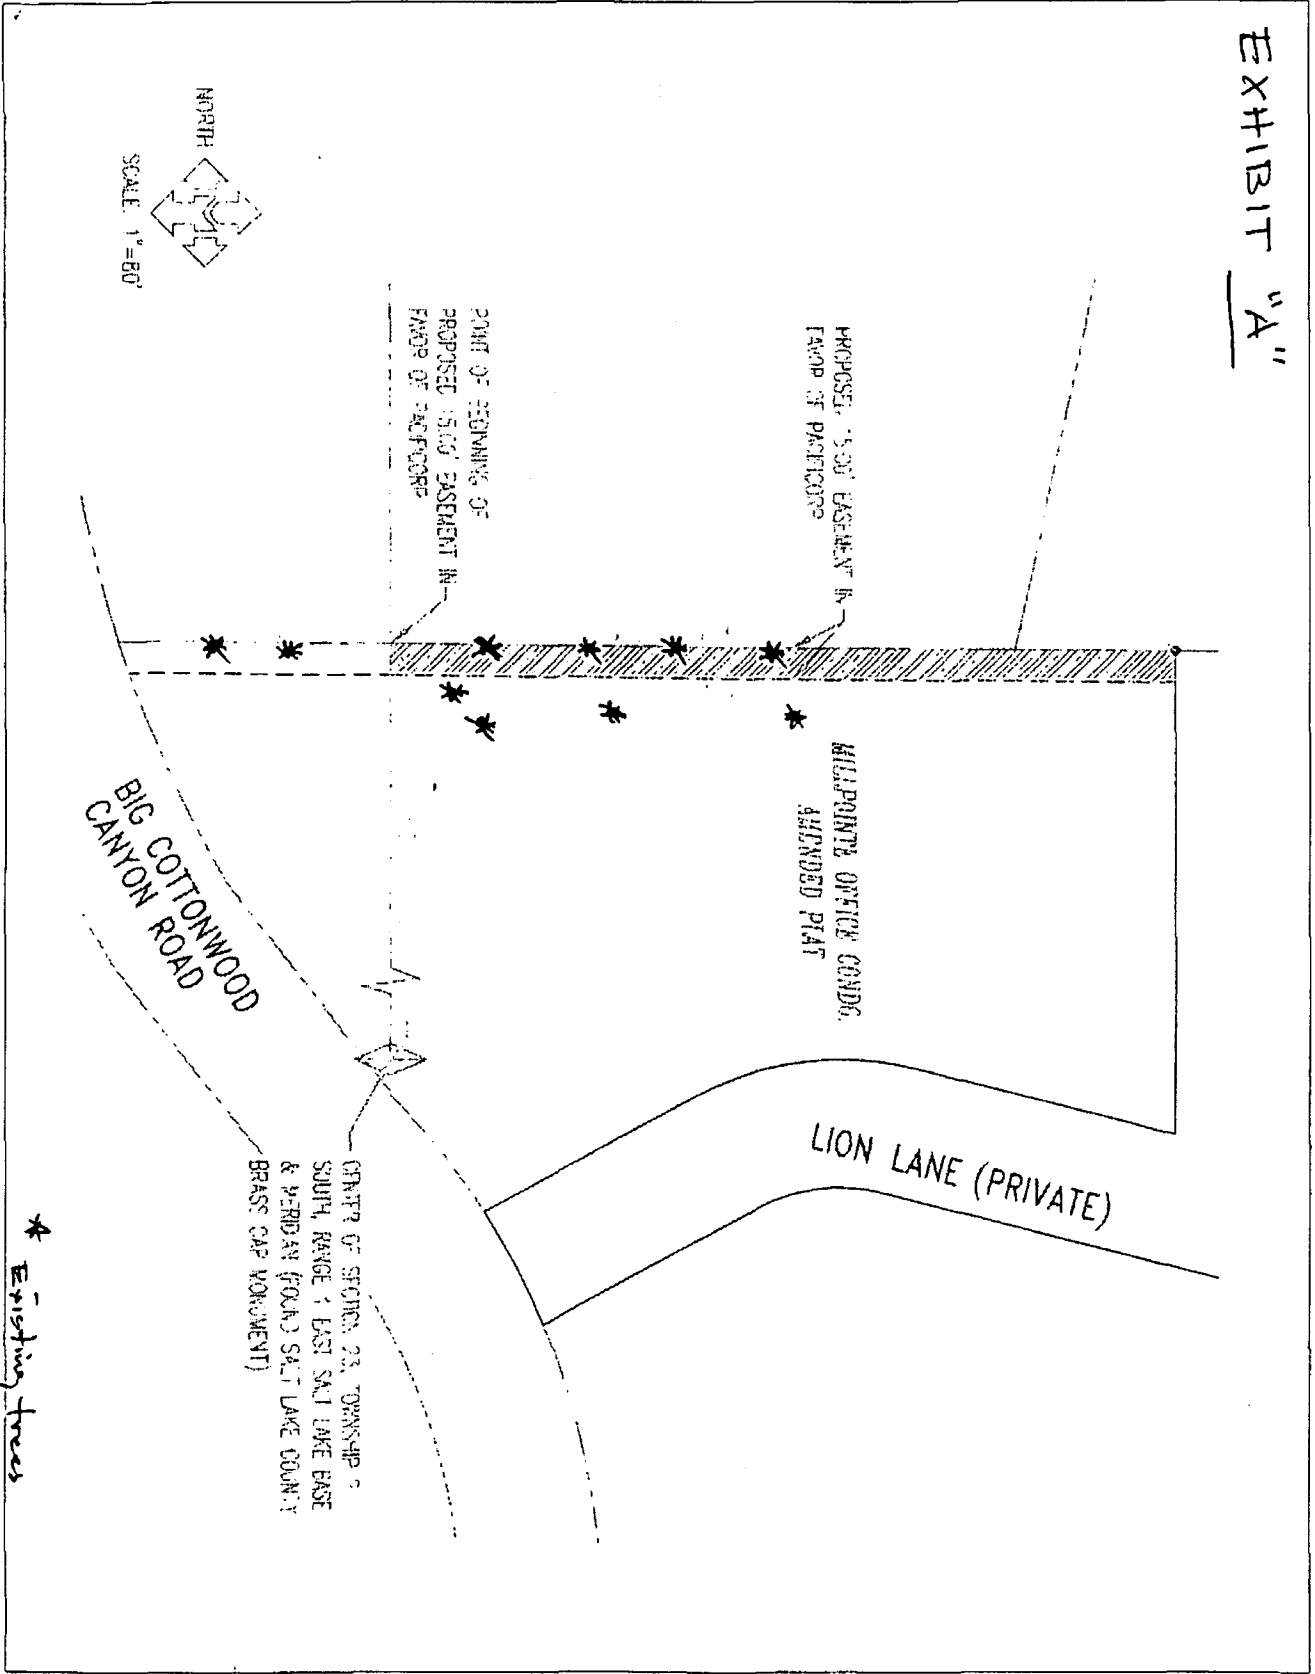 EXHIBIT "A"
PROPOSED 15.00' EASEMENT IN
FAVOR OF PACIFICORP
POINT OF BEGINNING OF
PROPOSED 15.00' EASEMENT IN
FAVOR OF PACIFICORP
NORTH
SCALE 1"=80'
MILLPOINTE OFFICE CONDO.
AMENDED PLAT
LION LANE (PRIVATE)
BIG COTTONWOOD
CANYON ROAD
CENTER OF SECTION 23, TOWNSHIP
SOUTH, RANGE 1 EAST SALT LAKE BASE
& MERIDIAN (FOUND SALT LAKE COUNTY
BRASS CAP MONUMENT)
* Existing trees